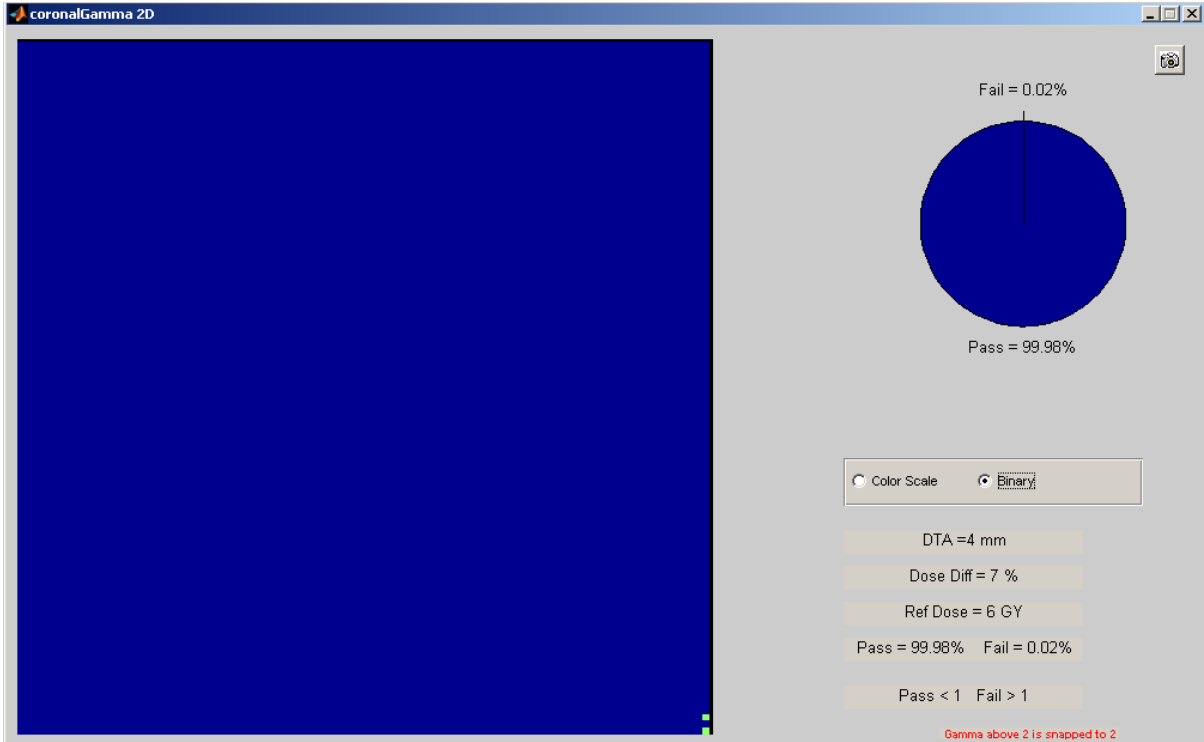 coronalGamma 2D
Fail = 0.02%
Pass = 99.98%
Color Scale Binary
DTA =4 mm
Dose Diff = 7 %
Ref Dose = 6 GY
Pass = 99.98% Fail = 0.02%
Pass < 1 Fail > 1
Gamma above 2 is snapped to 2